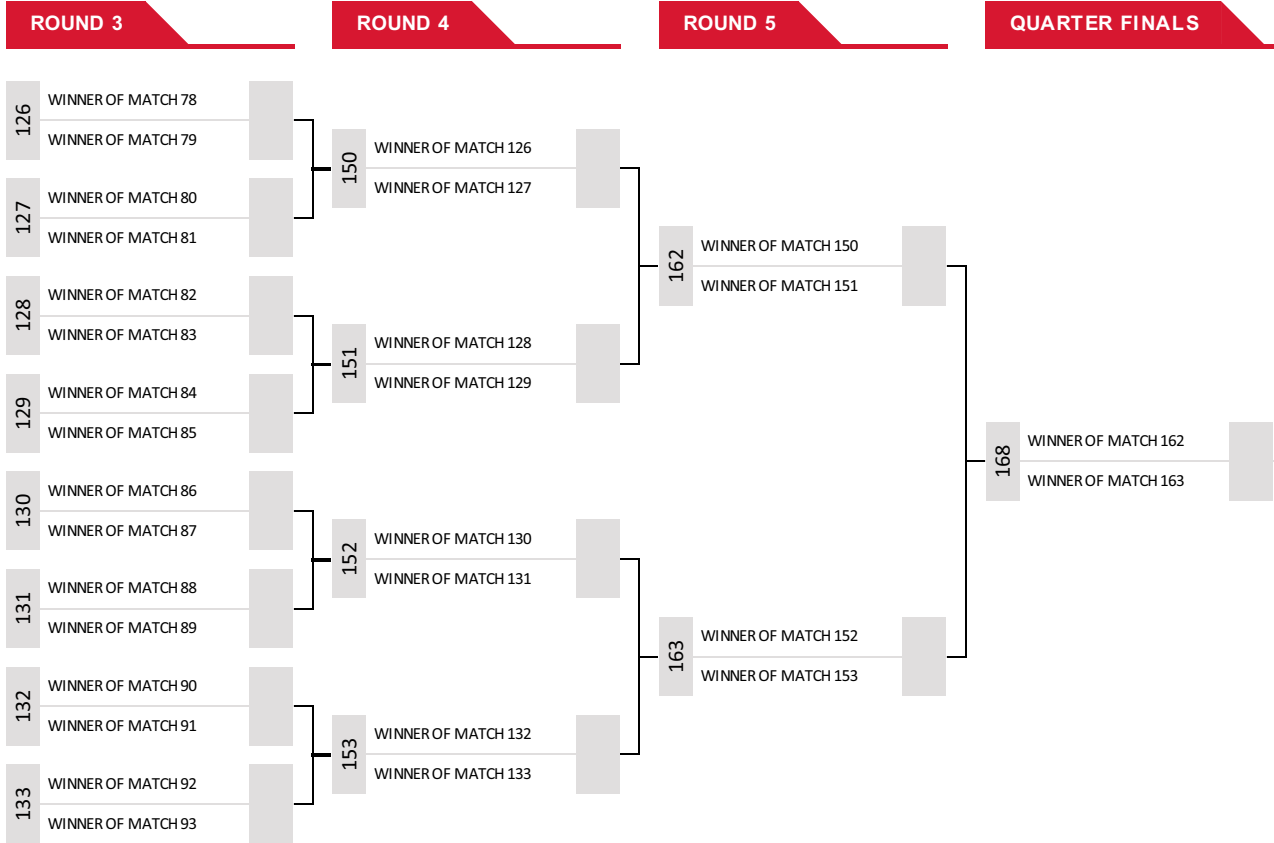 ROUND 3
ROUND 4
ROUND 5
QUARTER FINALS
126
WINNER OF MATCH 78
WINNER OF MATCH 79
127
WINNER OF MATCH 80
WINNER OF MATCH 81
128
WINNER OF MATCH 82
WINNER OF MATCH 83
129
WINNER OF MATCH 84
WINNER OF MATCH 85
130
WINNER OF MATCH 86
WINNER OF MATCH 87
131
WINNER OF MATCH 88
WINNER OF MATCH 89
132
WINNER OF MATCH 90
WINNER OF MATCH 91
133
WINNER OF MATCH 92
WINNER OF MATCH 93
150
WINNER OF MATCH 126
WINNER OF MATCH 127
151
WINNER OF MATCH 128
WINNER OF MATCH 129
152
WINNER OF MATCH 130
WINNER OF MATCH 131
153
WINNER OF MATCH 132
WINNER OF MATCH 133
162
WINNER OF MATCH 150
WINNER OF MATCH 151
163
WINNER OF MATCH 152
WINNER OF MATCH 153
168
WINNER OF MATCH 162
WINNER OF MATCH 163